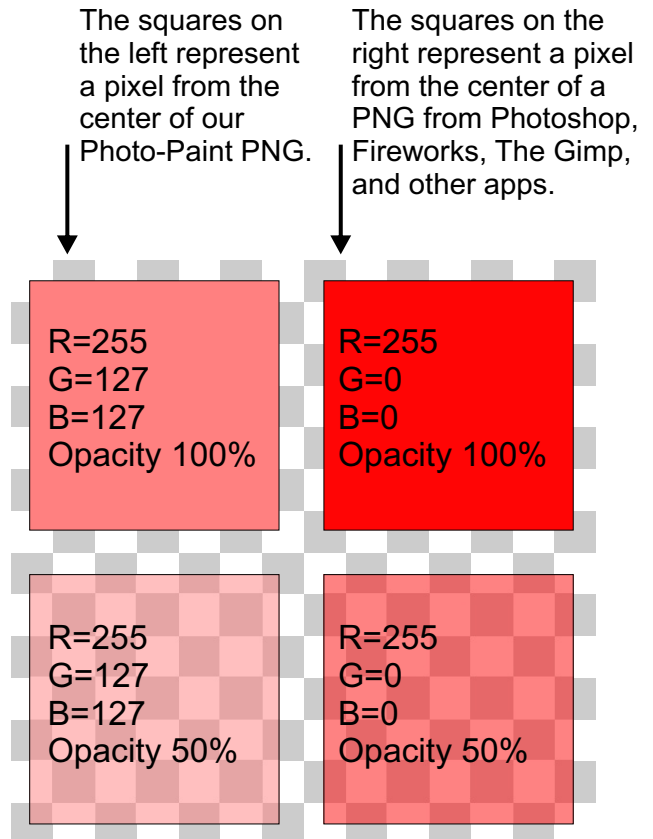 The squares on
the left represent
a pixel from the
center of our
Photo-Paint PNG.
The squares on the
right represent a pixel
from the center of a
PNG from Photoshop,
Fireworks, The Gimp,
and other apps.
R=255
G=127
B=127
Opacity 100%
R=255
G=0
B=0
Opacity 100%
R=255
G=127
B=127
Opacity 50%
R=255
G=0
B=0
Opacity 50%